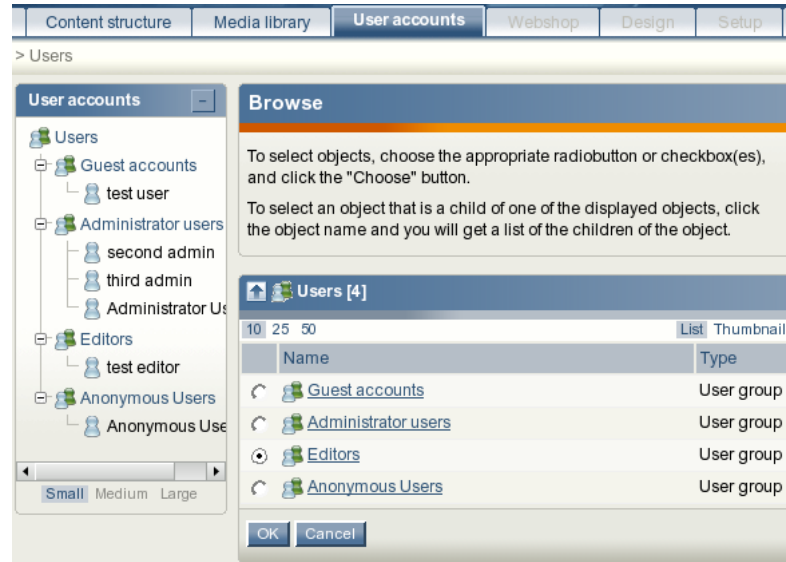 Content structure
Media library
User accounts
Webshop
Design
Setup
> Users
User accounts
Users
Guest accounts
test user
Administrator users
second admin
third admin
Administrator Us
Editors
test editor
Anonymous Users
Anonymous Use
Small Medium Large
Browse
To select objects, choose the appropriate radiobutton or checkbox(es),
and click the "Choose" button.
To select an object that is a child of one of the displayed objects, click
the object name and you will get a list of the children of the object.
Users [4]
10 25 50 List Thumbnail
Name Type
Guest accounts User group
Administrator users User group
Editors User group
Anonymous Users User group
OK Cancel